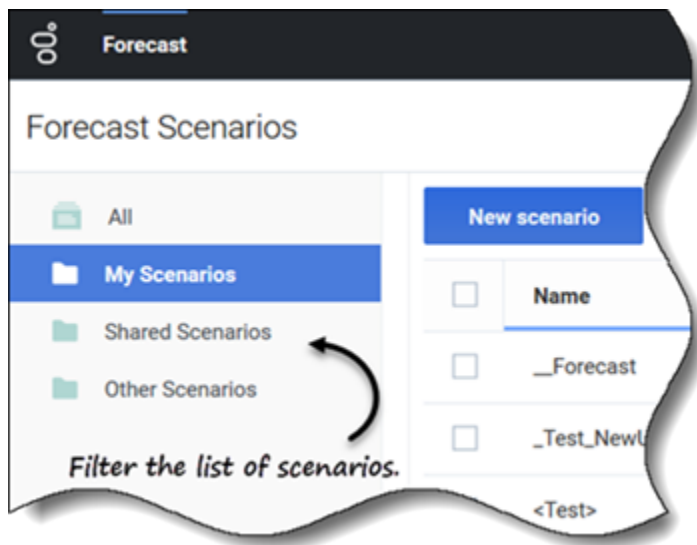 Forecast
Forecast Scenarios
All
My Scenarios
Shared Scenarios
Other Scenarios
Filter the list of scenarios.
New scenario
Name
__Forecast
_Test_New
<Test>